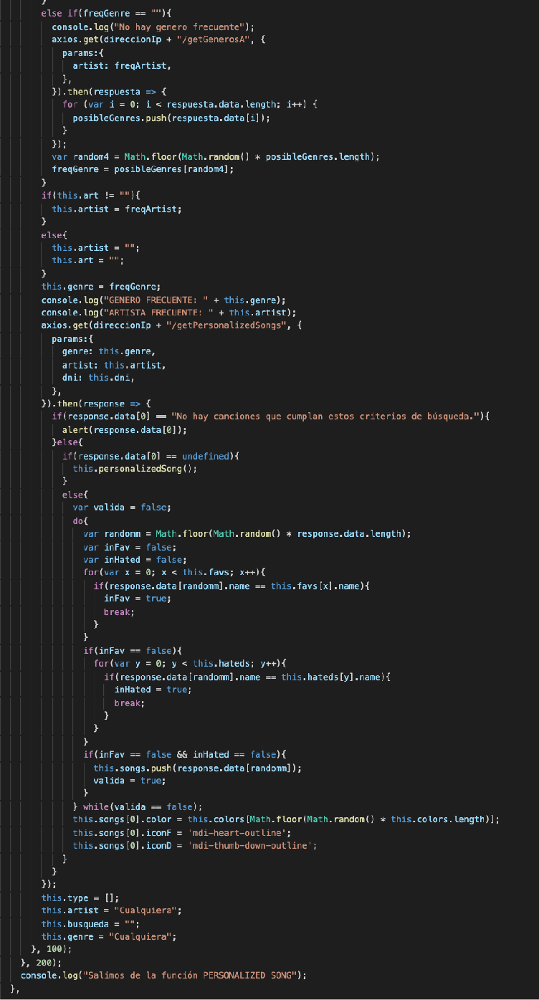 }
else if(freqGenre == ""){
console.log("No hay genero frecuente");
axios.get(direccionIp + "/getGenerosA", {
params:{
artist: freqArtist,
},
}).then(respuesta => {
for (var i = 0; i < respuesta.data.length; i++) {
posibleGenres.push(respuesta.data[i]);
}
});
var random4 = Math.floor(Math.random() * posibleGenres.length);
freqGenre = posibleGenres[random4];
}
if(this.art != ""){
this.artist = freqArtist;
}
else{
this.artist = "";
this.art = "";
}
this.genre = freqGenre;
console.log("GENERO FRECUENTE: " + this.genre);
console.log("ARTISTA FRECUENTE: " + this.artist);
axios.get(direccionIp + "/getPersonalizedSongs", {
params:{
genre: this.genre,
artist: this.artist,
dni: this.dni,
},
}).then(response => {
if(response.data[0] == "No hay canciones que cumplan estos criterios de búsqueda."){
alert(response.data[0]);
}else{
if(response.data[0] == undefined){
this.personalizedSong();
}
else{
var valida = false;
do{
var randomm = Math.floor(Math.random() * response.data.length);
var inFav = false;
var inHated = false;
for(var x = 0; x < this.favs; x++){
if(response.data[randomm].name == this.favs[x].name){
inFav = true;
break;
}
}
if(inFav == false){
for(var y = 0; y < this.hateds; y++){
if(response.data[randomm].name == this.hateds[y].name){
inHated = true;
break;
}
}
}
if(inFav == false && inHated == false){
this.songs.push(response.data[randomm]);
valida = true;
}
} while(valida == false);
this.songs[0].color = this.colors[Math.floor(Math.random() * this.colors.length)];
this.songs[0].iconF = 'mdi-heart-outline';
this.songs[0].iconD = 'mdi-thumb-down-outline';
}
}
});
this.type = [];
this.artist = "Cualquiera";
this.busqueda = "";
this.genre = "Cualquiera";
}, 100);
}, 200);
console.log("Salimos de la función PERSONALIZED SONG");
},